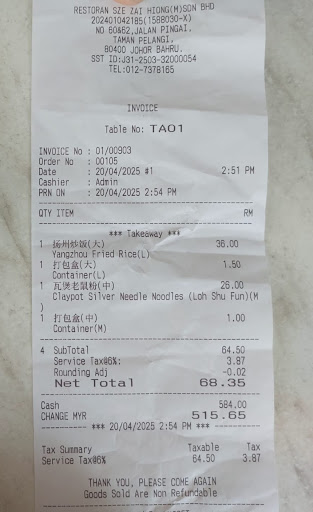 RESTORAN SZE ZAI HIONG(M)SDN BHD
202401042185(1588030-X)
NO 60&62,JALAN PINGAI,
TAMAN PELANGI,
80400 JOHOR BAHRU.
SST ID:J31-2503-32000054
TEL:012-7378165
INVOICE
Table No: TA01
INVOICE No : 01/00903
Order No : 00105
Date : 20/04/2025 #1 2:51 PM
Cashier : Admin
PRN ON : 20/04/2025 2:54 PM
QTY ITEM RM
*** Takeaway ***
1 扬州炒饭(大) 36.00
Yangzhou Fried Rice(L)
1 打包盒(大) 1.50
Container(L)
1 瓦煲老鼠粉(中) 26.00
Claypot Silver Needle Noodles (Loh Shu Fun)(M
)
1 打包盒(中) 1.00
Container(M)
4 SubTotal 64.50
Service Tax@6%: 3.87
Rounding Adj -0.02
Net Total 68.35
Cash 584.00
CHANGE MYR 515.65
--------- *** 20/04/2025 2:54 PM *** ---------
Tax Summary Taxable Tax
Service Tax@6% 64.50 3.87
THANK YOU, PLEASE COME AGAIN
Goods Sold Are Non Refundable